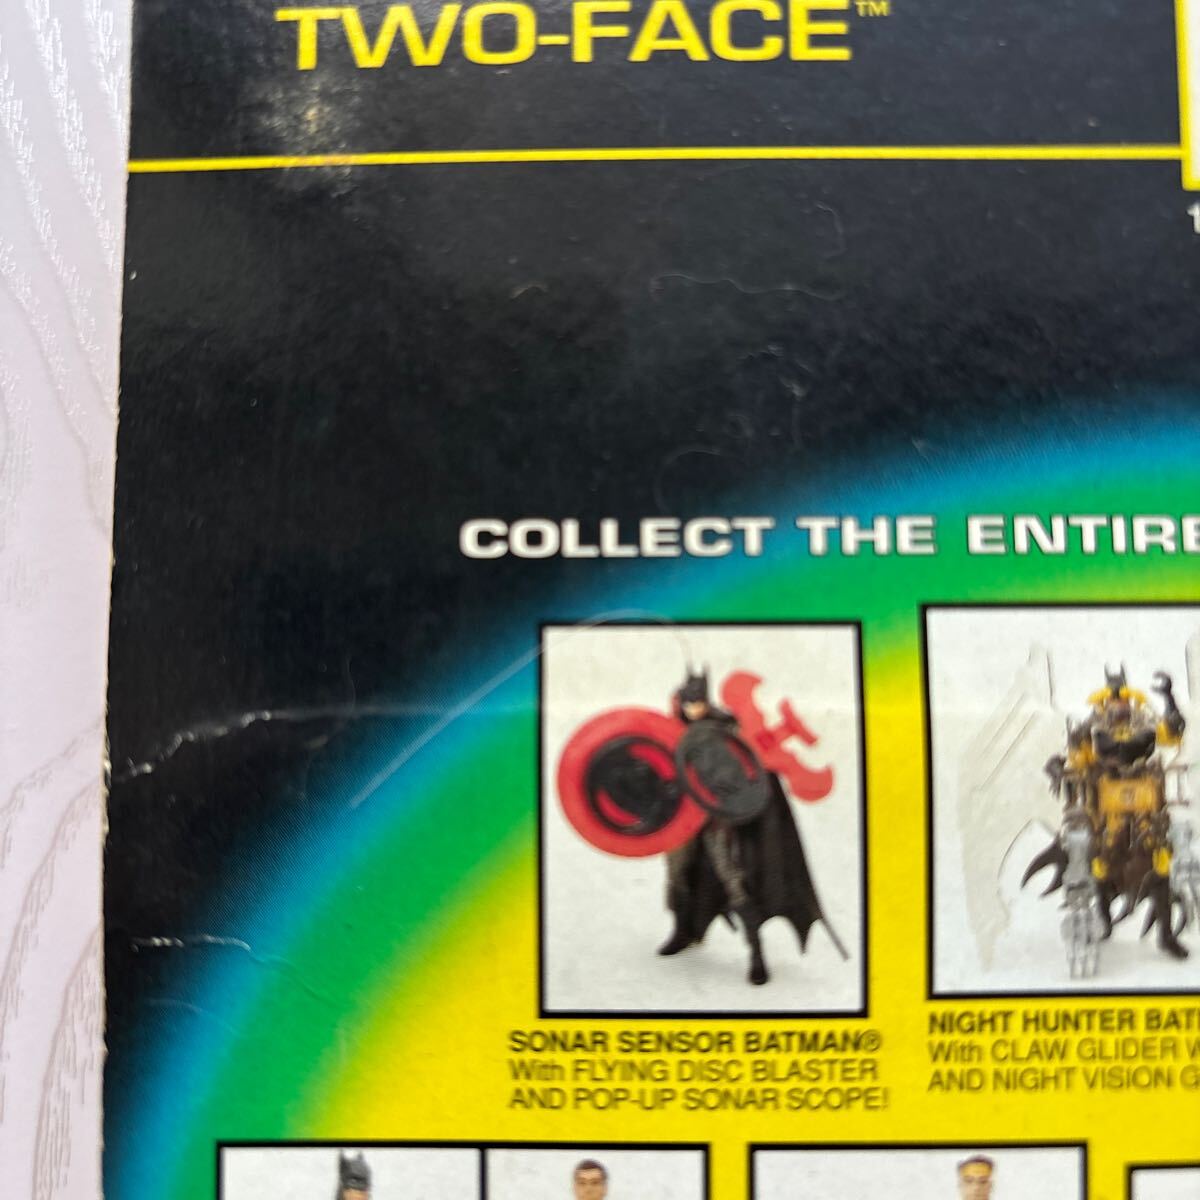 TWO-FACE™
COLLECT THE ENTIRE
SONAR SENSOR BATMAN®
With FLYING DISC BLASTER
AND POP-UP SONAR SCOPE!
NIGHT HUNTER
With CLAW GLIDER
AND NIGHT VISION